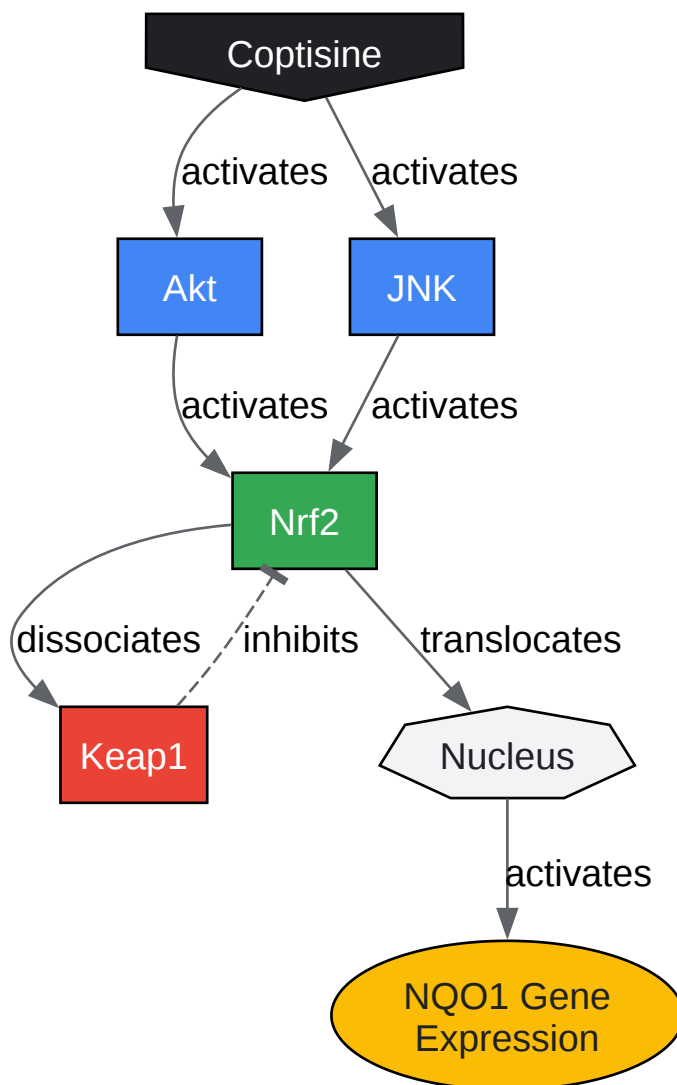 Coptisine
activates
activates
Akt
JNK
activates
activates
Nrf2
dissociates
inhibits
translocates
Keap1
Nucleus
activates
NQO1 Gene
Expression